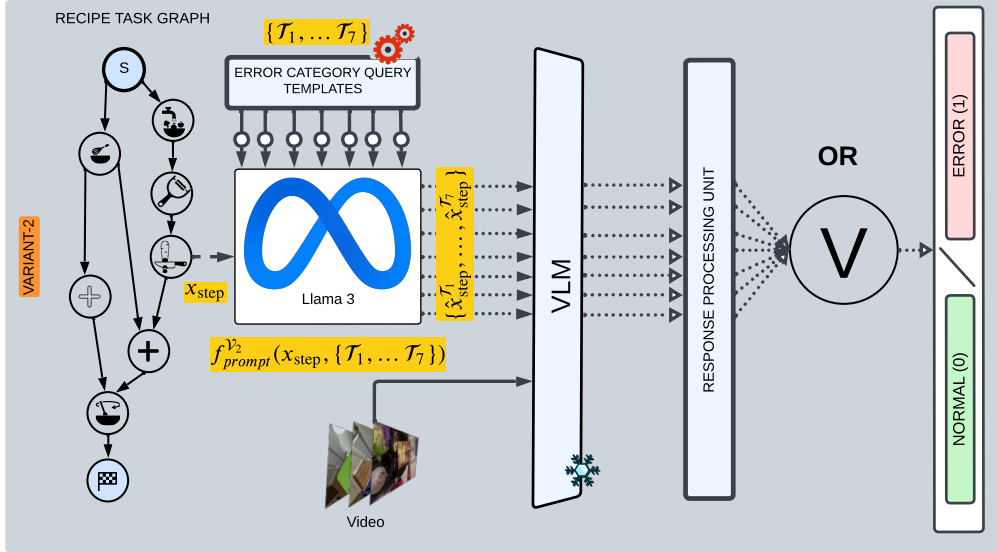 RECIPE TASK GRAPH
S
VARIANT-2
{𝒯₁, … 𝒯₇}
ERROR CATEGORY QUERY
TEMPLATES
Llama 3
x_step
{x̂_step^𝒯₁, … , x̂_step^𝒯₇}
f_prompt^𝒱₂(x_step, {𝒯₁, … 𝒯₇})
Video
VLM
RESPONSE PROCESSING UNIT
OR
V
ERROR (1)
NORMAL (0)